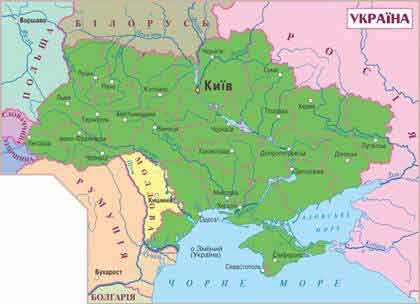 УКРАЇНА
БІЛОРУСЬ
Варшава
ПОЛЬЩА
РОСІЯ
Чернігів
Луцьк
Рівне
Київ
Суми
Житомир
Львів
Харків
Полтава
Тернопіль
Хмельницький
Вінниця
Черкаси
Луганськ
СЛОВАЧЧИНА
Ужгород
Івано-Франківськ
Чернівці
Кіровоград
Дніпропетровськ
Донецьк
Запоріжжя
УГОРЩИНА
МОЛДОВА
Кишинів
Миколаїв
Херсон
Одеса
РУМУНІЯ
АЗОВСЬКЕ
МОРЕ
о. Зміїний
(Україна)
Сімферополь
Севастополь
Бухарест
ЧОРНЕ МОРЕ
БОЛГАРІЯ